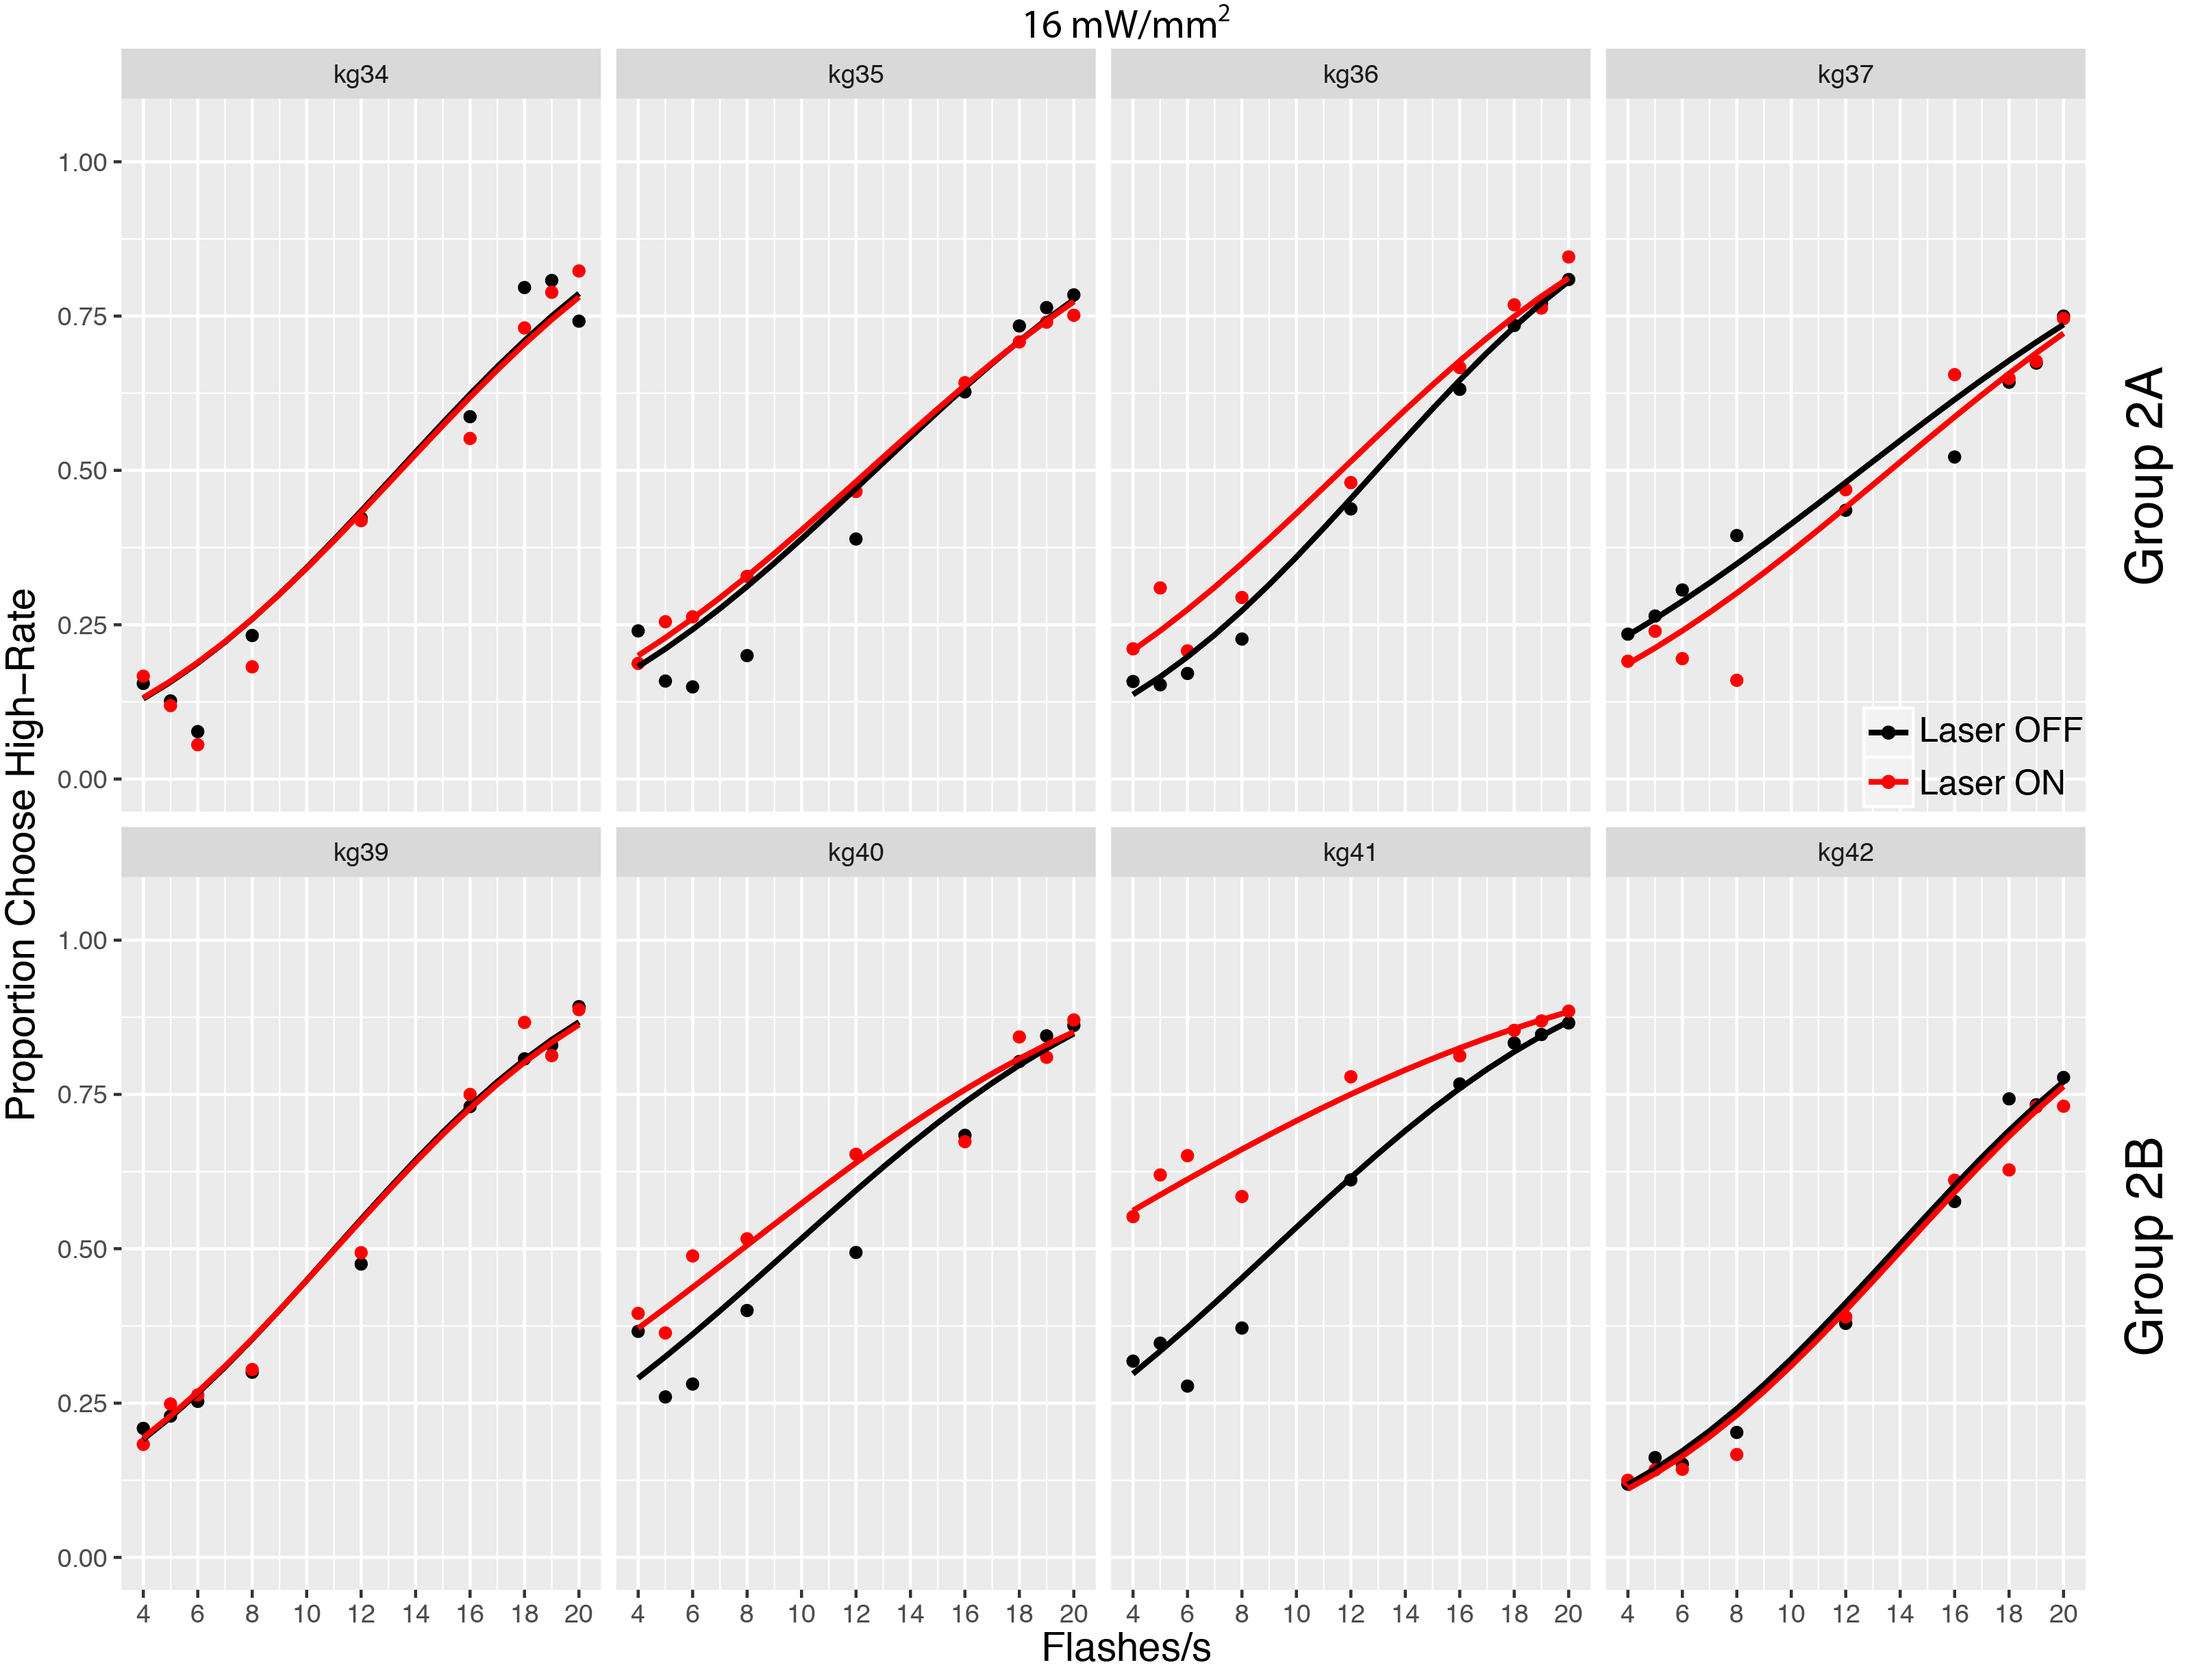 16 mW/mm²
kg34
kg35
kg36
kg37
1.00
0.75
0.50
0.25
0.00
Group 2A
Laser OFF
Laser ON
Proportion Choose High−Rate
kg39
kg40
kg41
kg42
1.00
0.75
0.50
0.25
0.00
Group 2B
4 6 8 10 12 14 16 18 20
4 6 8 10 12 14 16 18 20
4 6 8 10 12 14 16 18 20
4 6 8 10 12 14 16 18 20
Flashes/s